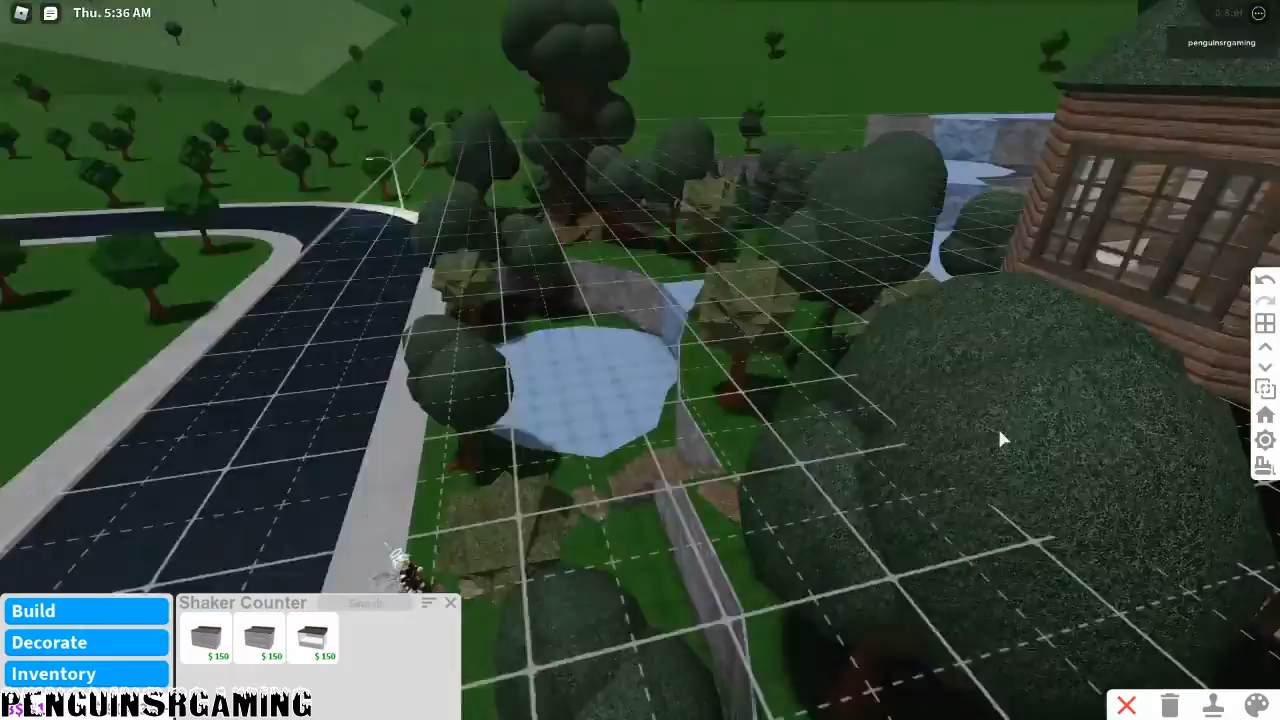 Thu. 5:36 AM
penguinsrgaming
Build
Decorate
Inventory
Shaker Counter
Search
$ 150
$ 150
$ 150
PENGUINSRGAMING